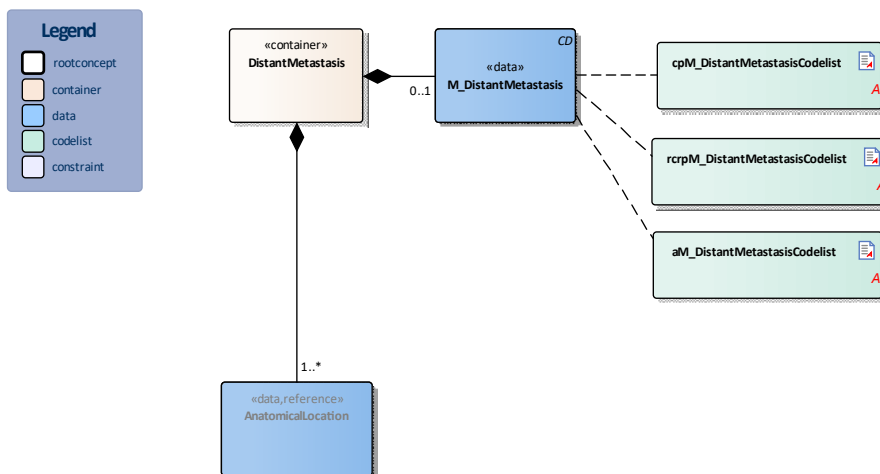 Legend
rootconcept
container
data
codelist
constraint
«container»
DistantMetastasis
CD
«data»
M_DistantMetastasis
0..1
cpM_DistantMetastasisCodelist
A
rcrpM_DistantMetastasisCodelist
aM_DistantMetastasisCodelist
A
1..*
«data,reference»
AnatomicalLocation